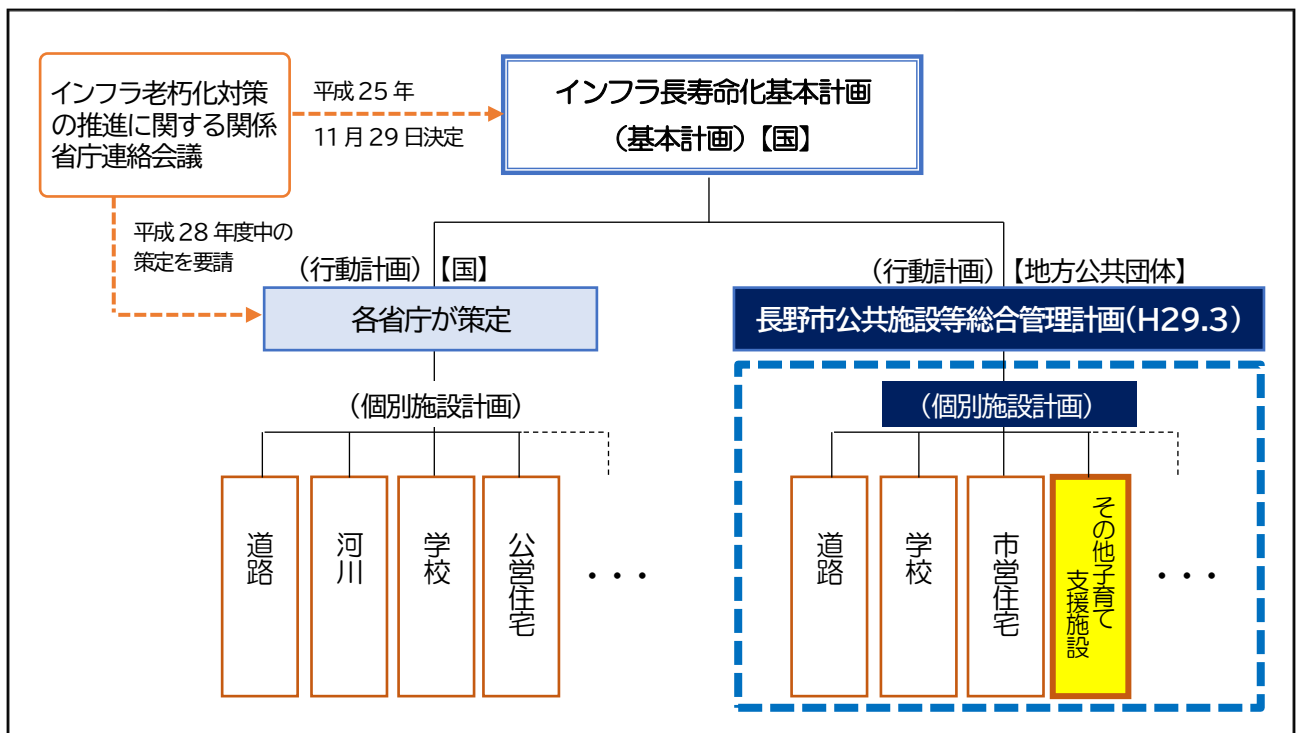 インフラ老朽化対策
の推進に関する関係
省庁連絡会議
平成25年
11月29日決定
インフラ長寿命化基本計画
（基本計画）【国】
平成28年度中の
策定を要請
（行動計画）【国】
各省庁が策定
（行動計画）【地方公共団体】
長野市公共施設等総合管理計画(H29.3)
（個別施設計画）
道路
河川
学校
公営住宅
・・・
（個別施設計画）
道路
学校
市営住宅
その他子育て
支援施設
・・・